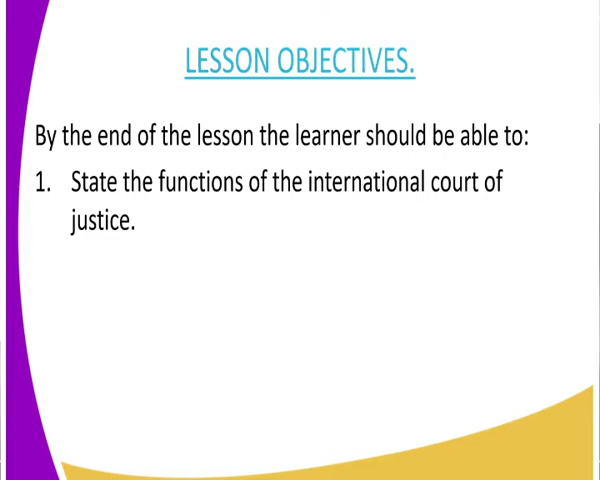 LESSON OBJECTIVES.
By the end of the lesson the learner should be able to:
1. State the functions of the international court of
justice.